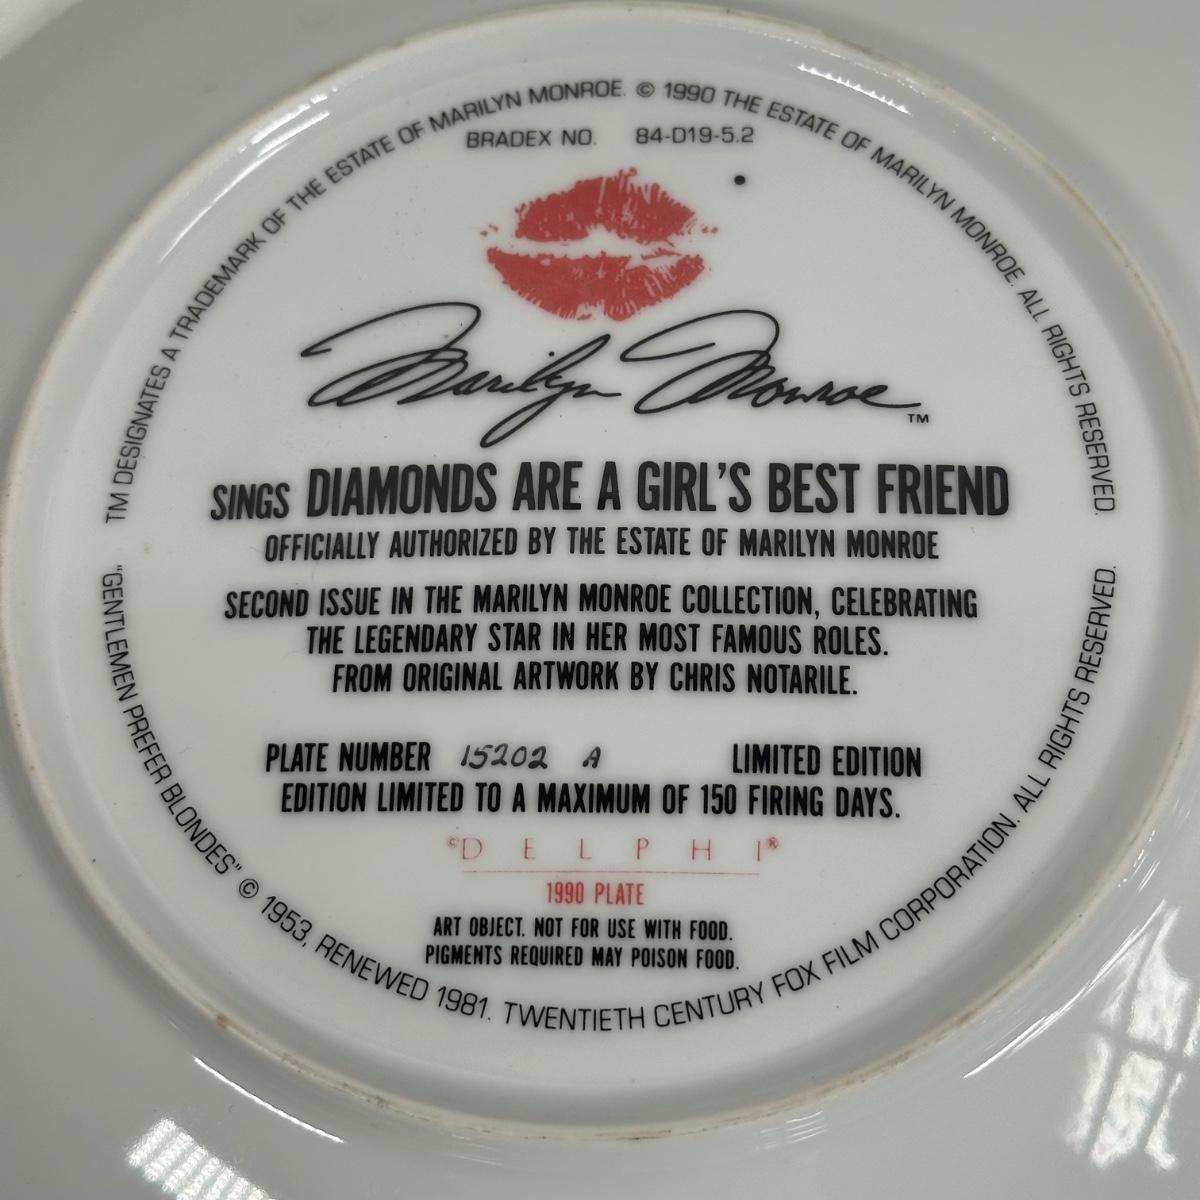 TM DESIGNATES A TRADEMARK OF THE ESTATE OF MARILYN MONROE. © 1990 THE ESTATE OF MARILYN MONROE. ALL RIGHTS RESERVED.
BRADEX NO. 84-D19-5.2
Marilyn Monroe™
SINGS DIAMONDS ARE A GIRL'S BEST FRIEND
OFFICIALLY AUTHORIZED BY THE ESTATE OF MARILYN MONROE
SECOND ISSUE IN THE MARILYN MONROE COLLECTION, CELEBRATING
THE LEGENDARY STAR IN HER MOST FAMOUS ROLES.
FROM ORIGINAL ARTWORK BY CHRIS NOTARILE.
PLATE NUMBER 15202 A LIMITED EDITION
EDITION LIMITED TO A MAXIMUM OF 150 FIRING DAYS.
©DELPHI®
1990 PLATE
ART OBJECT. NOT FOR USE WITH FOOD.
PIGMENTS REQUIRED MAY POISON FOOD.
"GENTLEMEN PREFER BLONDES" © 1953, RENEWED 1981. TWENTIETH CENTURY FOX FILM CORPORATION. ALL RIGHTS RESERVED.